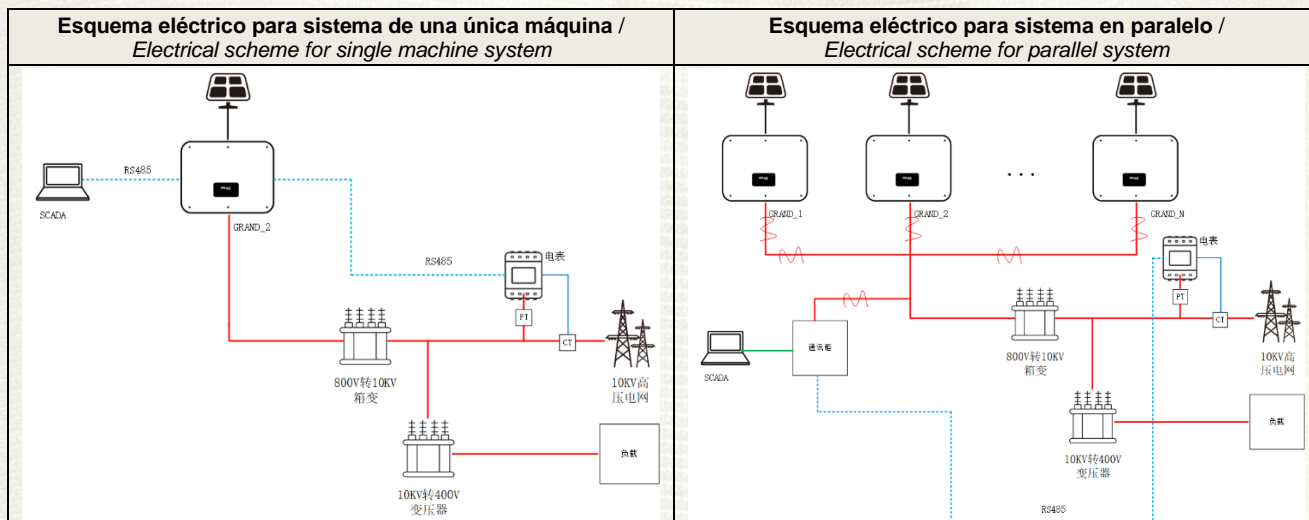 Esquema eléctrico para sistema de una única máquina /
Electrical scheme for single machine system
Esquema eléctrico para sistema en paralelo /
Electrical scheme for parallel system
RS485
SCADA
GRAND_2
RS485
电表
PT
CT
800V转10KV
箱变
10KV高
压电网
负载
10KV转400V
变压器
GRAND_1
GRAND_2
...
GRAND_N
电表
PT
CT
通讯柜
SCADA
800V转10KV
箱变
10KV高
压电网
负载
10KV转400V
变压器
RS485